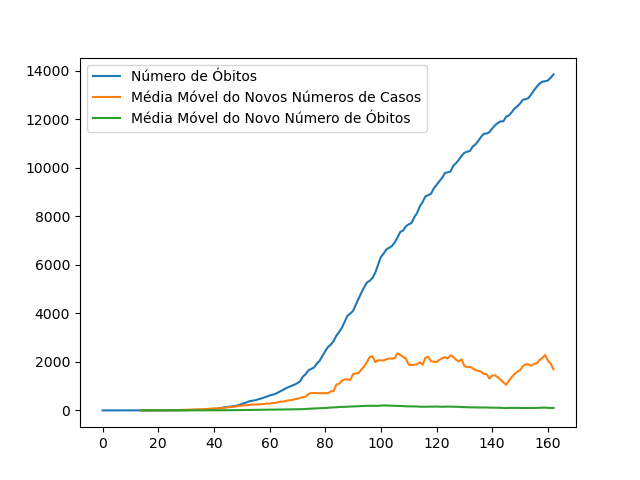 Número de Óbitos
Média Móvel do Novos Números de Casos
Média Móvel do Novo Número de Óbitos
14000
12000
10000
8000
6000
4000
2000
0
0 20 40 60 80 100 120 140 160